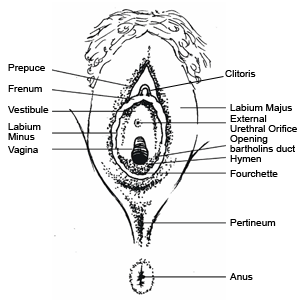 Prepuce
Frenum
Vestibule
Labium
Minus
Vagina
Clitoris
Labium Majus
External
Urethral Orifice
Opening
bartholins duct
Hymen
Fourchette
Pertineum
Anus